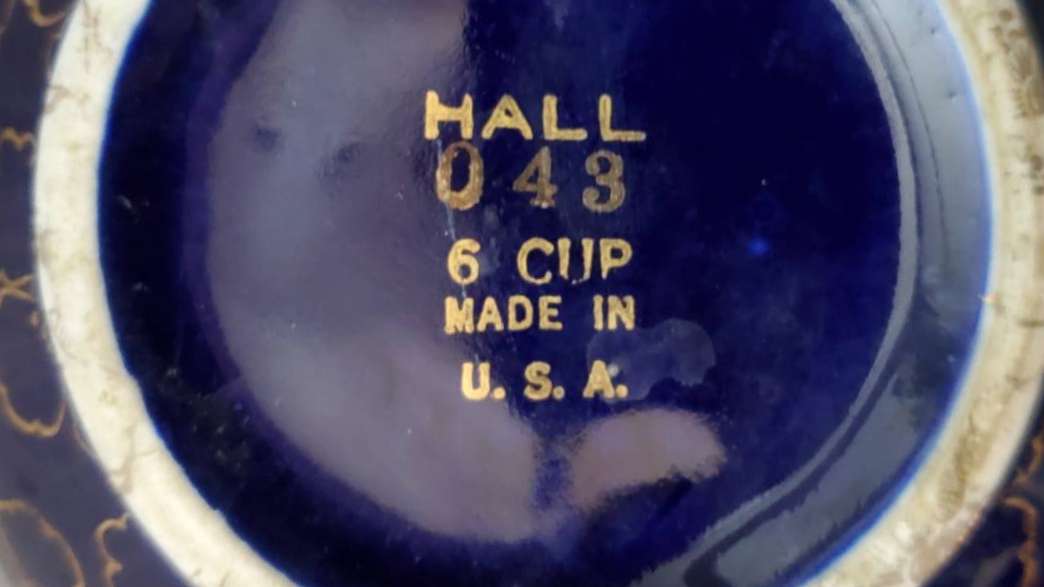 HALL
043
6 CUP
MADE IN
U. S. A.